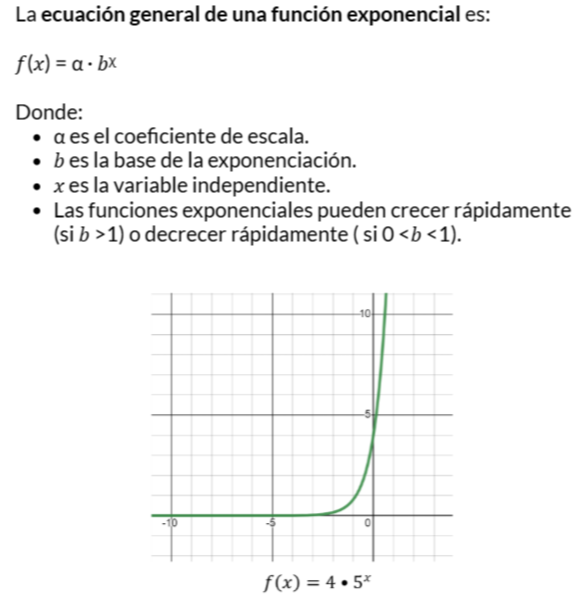 La ecuación general de una función exponencial es:
f(x) = α · bˣ
Donde:
• α es el coeficiente de escala.
• b es la base de la exponenciación.
• x es la variable independiente.
• Las funciones exponenciales pueden crecer rápidamente
(si b >1) o decrecer rápidamente ( si 0 <b <1).
10
5
-10 -5 0
f(x) = 4 • 5ˣ